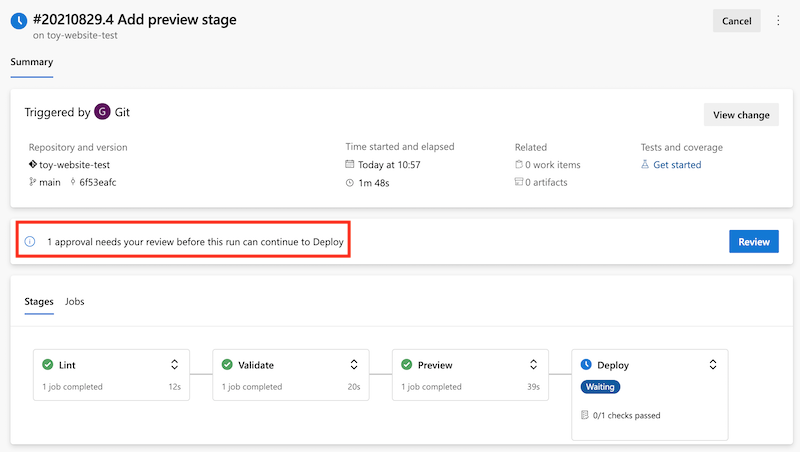 #20210829.4 Add preview stage
on toy-website-test
Cancel
Summary
Triggered by G Git
View change
Repository and version
Time started and elapsed
Related
Tests and coverage
toy-website-test
Today at 10:57
0 work items
Get started
main 6f53eafc
1m 48s
0 artifacts
1 approval needs your review before this run can continue to Deploy
Review
Stages Jobs
Lint
1 job completed 12s
Validate
1 job completed 20s
Preview
1 job completed 39s
Deploy
Waiting
0/1 checks passed